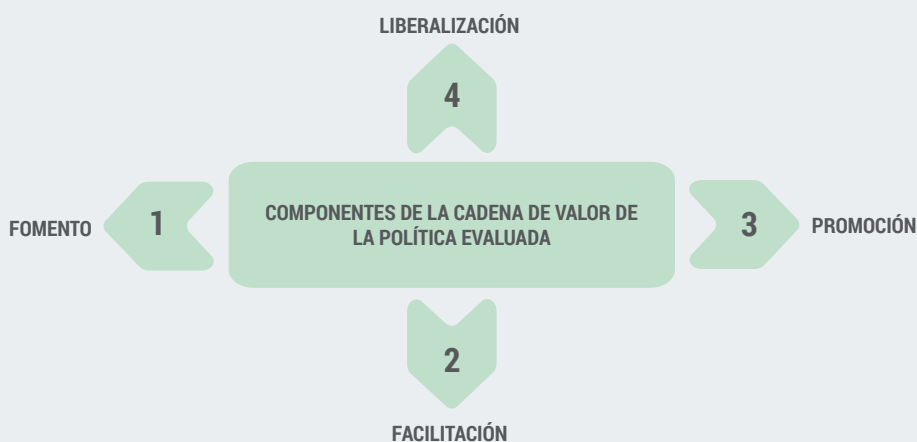 LIBERALIZACIÓN
4
FOMENTO
1
COMPONENTES DE LA CADENA DE VALOR DE
LA POLÍTICA EVALUADA
3
PROMOCIÓN
2
FACILITACIÓN